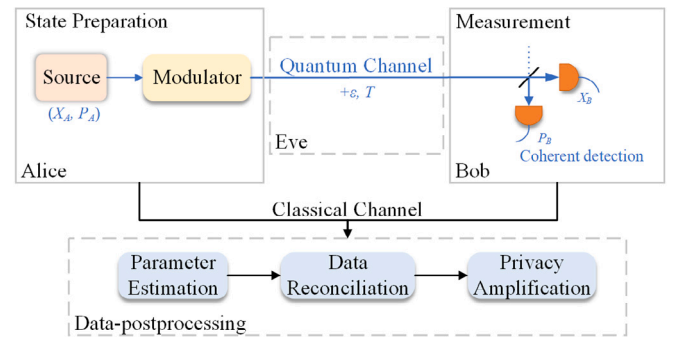 State Preparation
Measurement
Source
Modulator
Quantum Channel
+ε, T
(X_A, P_A)
X_B
P_B
Coherent detection
Eve
Alice
Bob
Classical Channel
Parameter
Estimation
Data
Reconciliation
Privacy
Amplification
Data-postprocessing